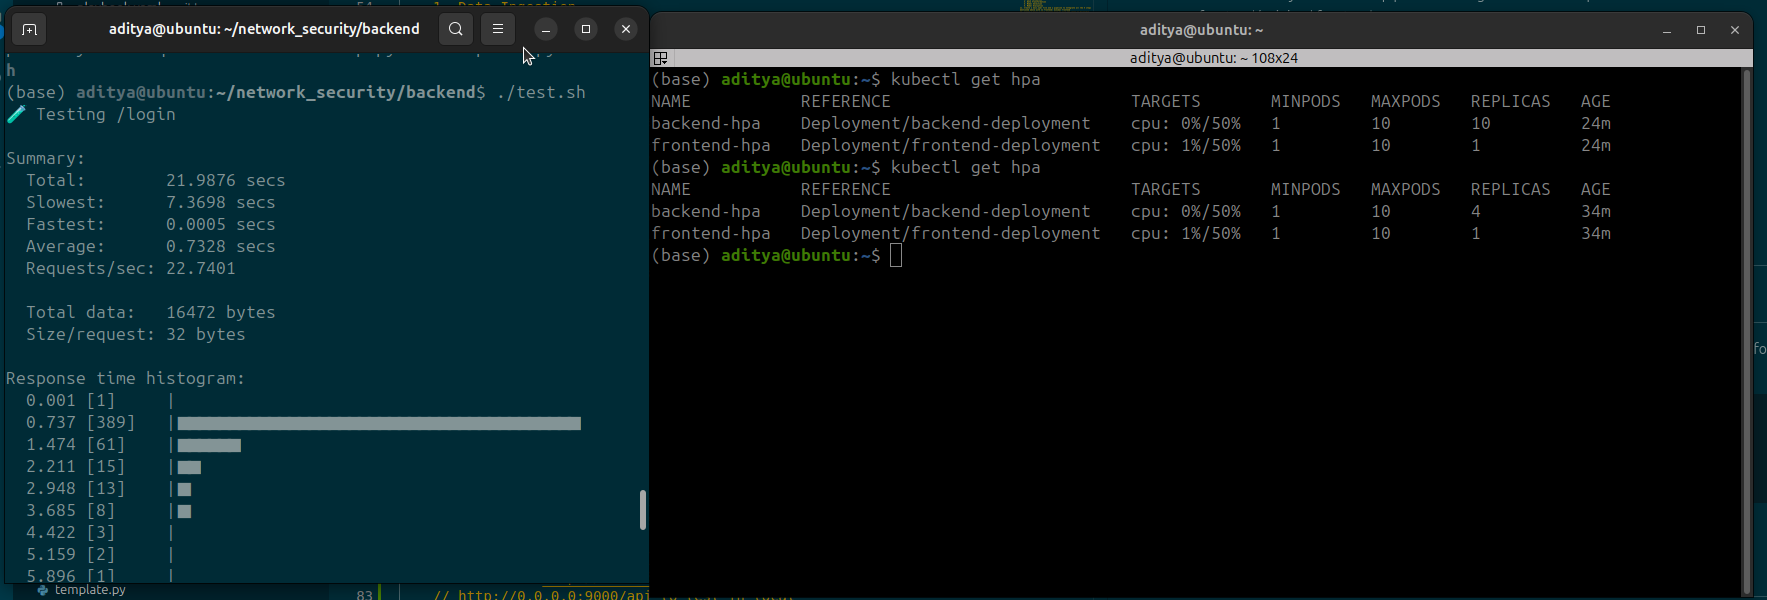 aditya@ubuntu: ~/network_security/backend
h
(base) aditya@ubuntu:~/network_security/backend$ ./test.sh
🧪 Testing /login
Summary:
Total: 21.9876 secs
Slowest: 7.3698 secs
Fastest: 0.0005 secs
Average: 0.7328 secs
Requests/sec: 22.7401
Total data: 16472 bytes
Size/request: 32 bytes
Response time histogram:
0.001 [1] |
0.737 [389] |■■■■■■■■■■■■■■■■■■■■■■■■■■■■■■■■■■■■■■■■
1.474 [61] |■■■■■■
2.211 [15] |■■
2.948 [13] |■
3.685 [8] |■
4.422 [3] |
5.159 [2] |
5.896 [1] |
template.py
83 // http://0.0.0.0:9000/api
aditya@ubuntu: ~
aditya@ubuntu: ~ 108x24
(base) aditya@ubuntu:~$ kubectl get hpa
NAME REFERENCE TARGETS MINPODS MAXPODS REPLICAS AGE
backend-hpa Deployment/backend-deployment cpu: 0%/50% 1 10 10 24m
frontend-hpa Deployment/frontend-deployment cpu: 1%/50% 1 10 1 24m
(base) aditya@ubuntu:~$ kubectl get hpa
NAME REFERENCE TARGETS MINPODS MAXPODS REPLICAS AGE
backend-hpa Deployment/backend-deployment cpu: 0%/50% 1 10 4 34m
frontend-hpa Deployment/frontend-deployment cpu: 1%/50% 1 10 1 34m
(base) aditya@ubuntu:~$
fo